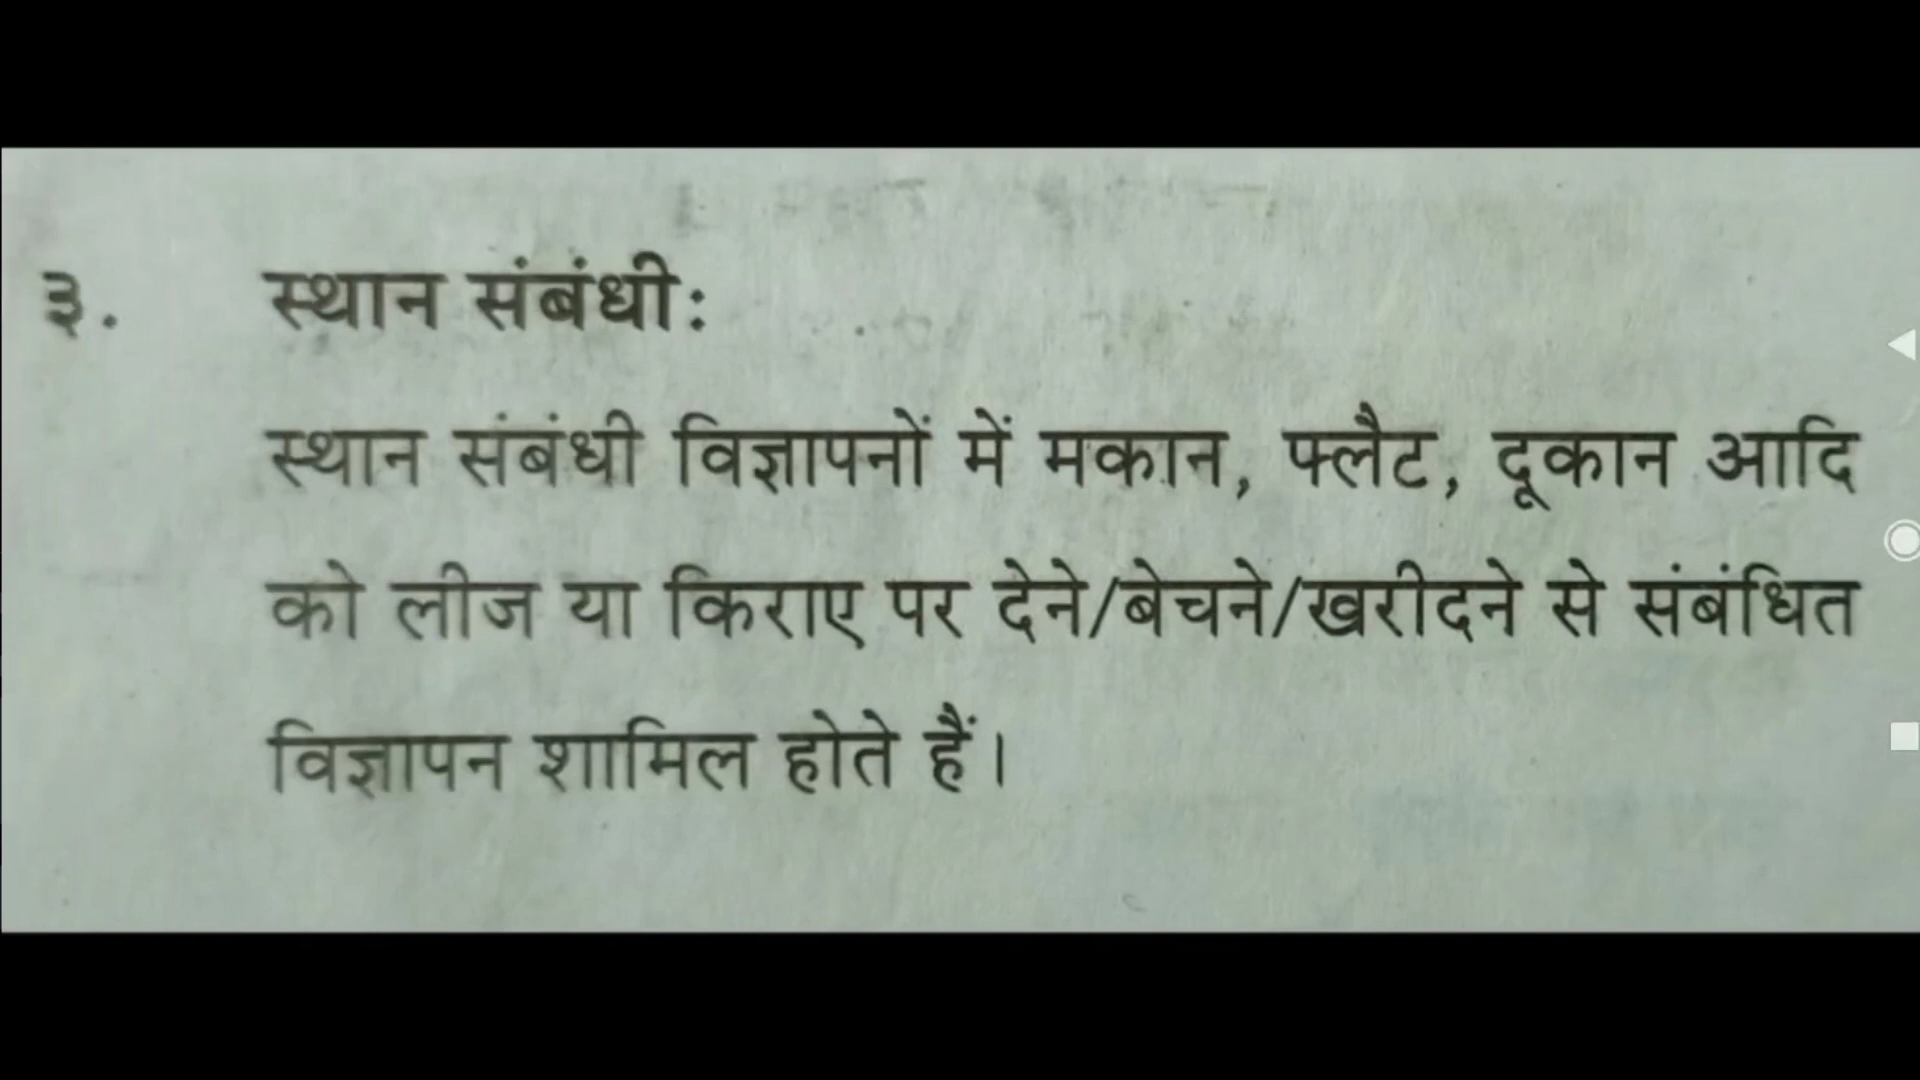 ३. स्थान संबंधी:
स्थान संबंधी विज्ञापनों में मकान, फ्लैट, दूकान आदि
को लीज या किराए पर देने/बेचने/खरीदने से संबंधित
विज्ञापन शामिल होते हैं।